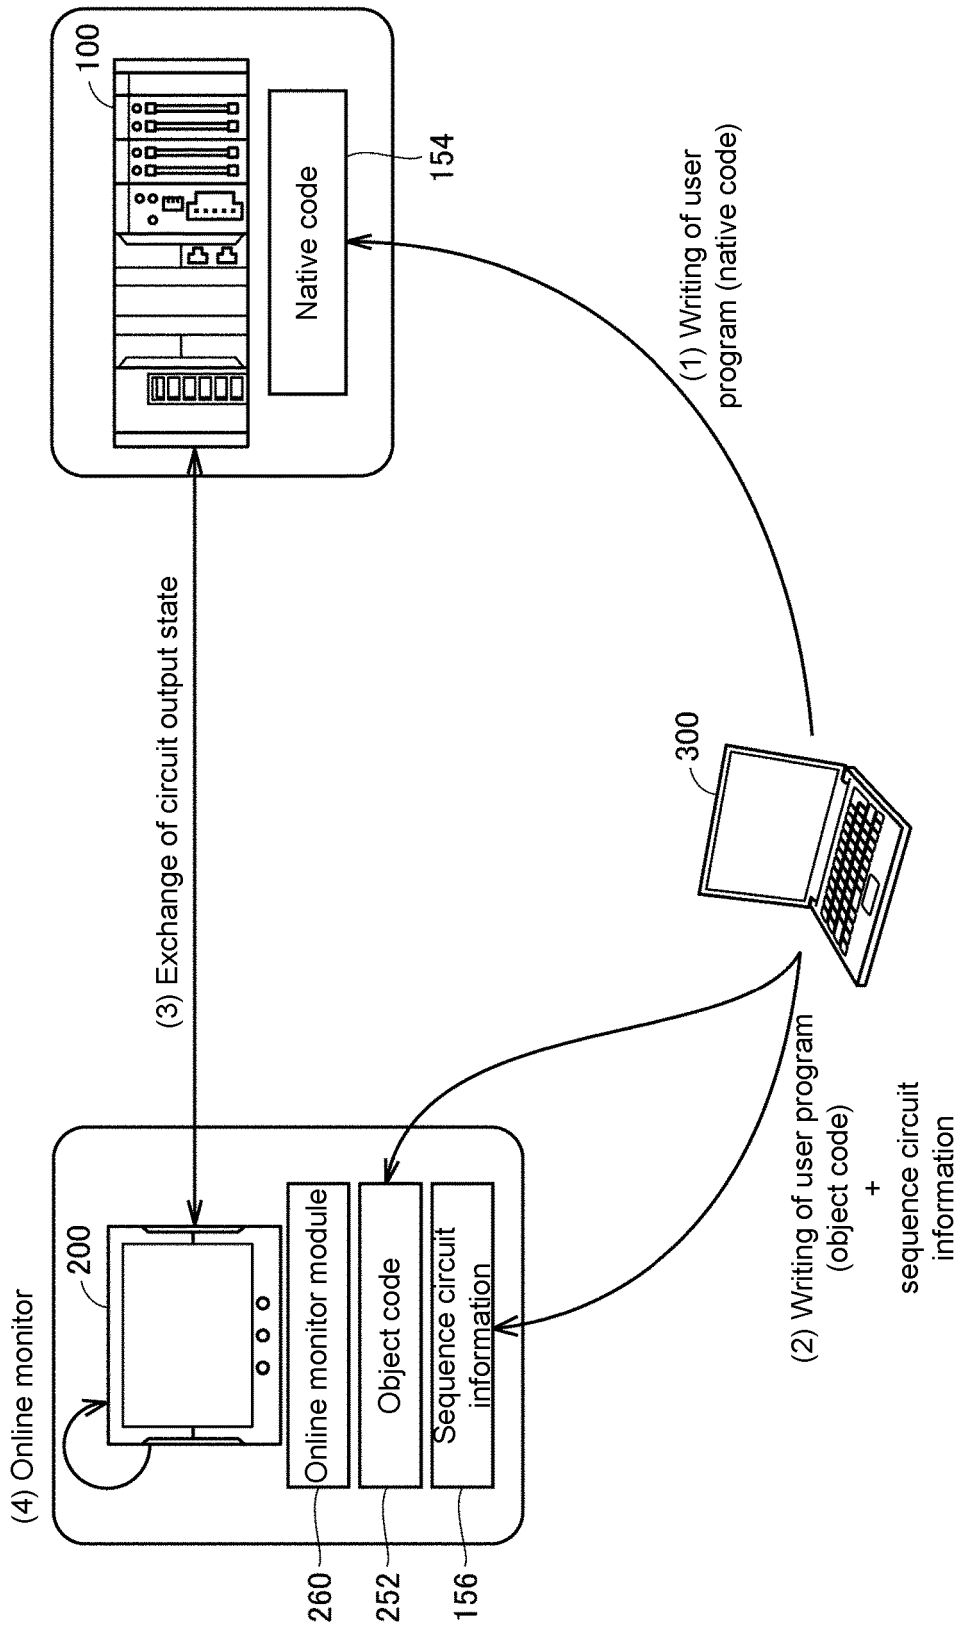 (4) Online monitor
200
Online monitor module
Object code
Sequence circuit
information
260
252
156
(3) Exchange of circuit output state
100
Native code
154
300
(1) Writing of user
program (native code)
(2) Writing of user program
(object code)
+
sequence circuit
information